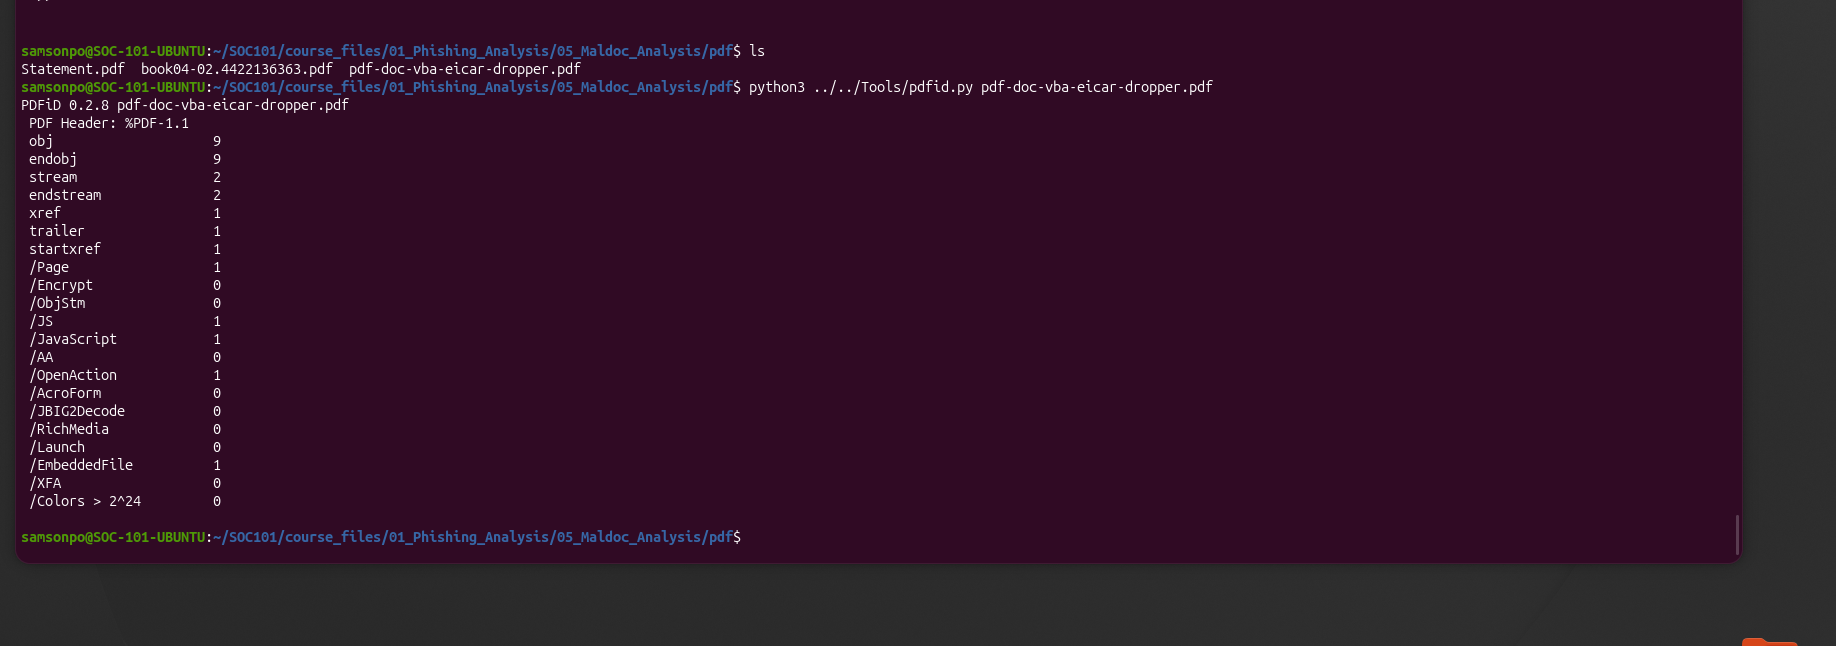 samsonpo@SOC-101-UBUNTU:~/SOC101/course_files/01_Phishing_Analysis/05_Maldoc_Analysis/pdf$ ls
Statement.pdf  book04-02.4422136363.pdf  pdf-doc-vba-eicar-dropper.pdf
samsonpo@SOC-101-UBUNTU:~/SOC101/course_files/01_Phishing_Analysis/05_Maldoc_Analysis/pdf$ python3 ../../Tools/pdfid.py pdf-doc-vba-eicar-dropper.pdf
PDFiD 0.2.8 pdf-doc-vba-eicar-dropper.pdf
 PDF Header: %PDF-1.1
 obj                    9
 endobj                 9
 stream                 2
 endstream              2
 xref                   1
 trailer                1
 startxref              1
 /Page                  1
 /Encrypt               0
 /ObjStm                0
 /JS                    1
 /JavaScript            1
 /AA                    0
 /OpenAction            1
 /AcroForm              0
 /JBIG2Decode           0
 /RichMedia             0
 /Launch                0
 /EmbeddedFile          1
 /XFA                   0
 /Colors > 2^24         0
samsonpo@SOC-101-UBUNTU:~/SOC101/course_files/01_Phishing_Analysis/05_Maldoc_Analysis/pdf$